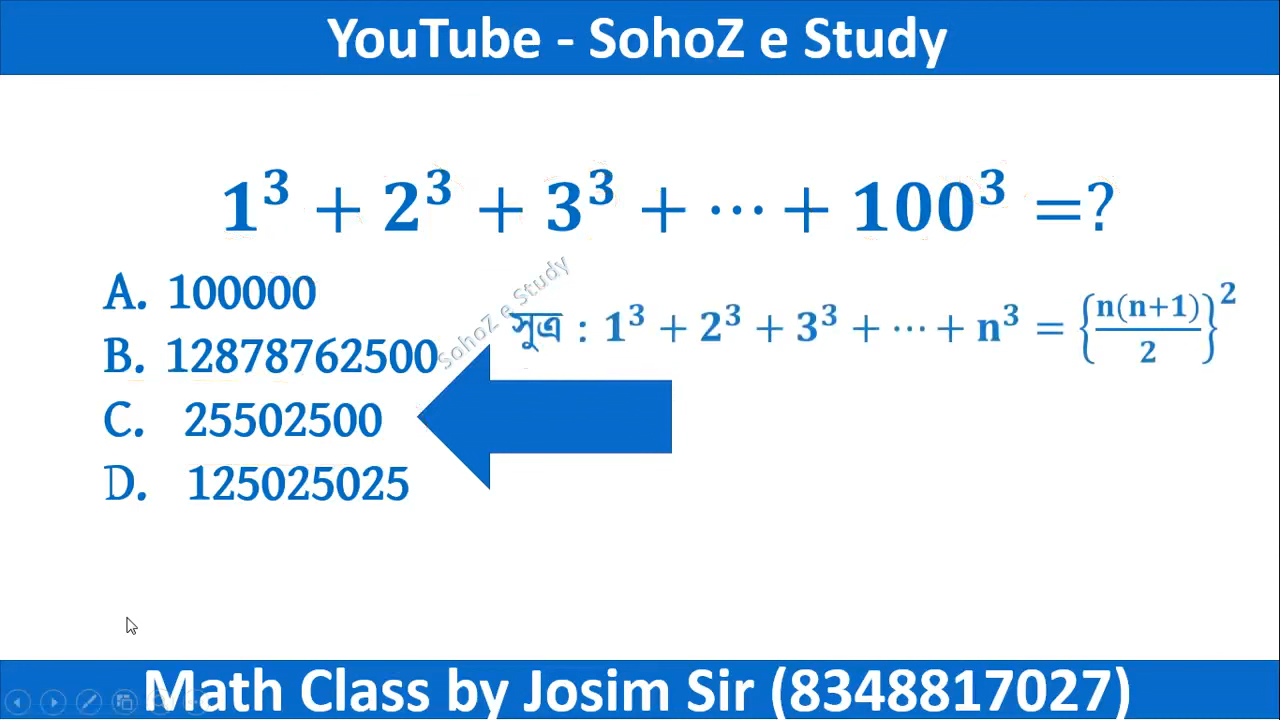 YouTube - SohoZ e Study
1³ + 2³ + 3³ + ⋯ + 100³ =?
A. 100000
B. 12878762500
C. 25502500
D. 125025025
SohoZ e Study
সুত্র : 1³ + 2³ + 3³ + ⋯ + n³ = {n(n+1)/2}²
Math Class by Josim Sir (8348817027)